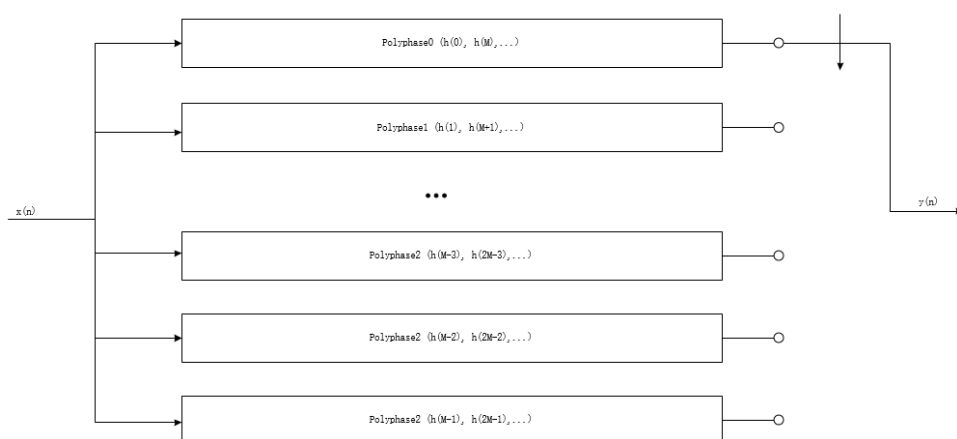 Polyphase0 (h(0), h(M),...)
Polyphase1 (h(1), h(M+1),...)
...
x(n)
y(n)
Polyphase2 (h(M-3), h(2M-3),...)
Polyphase2 (h(M-2), h(2M-2),...)
Polyphase2 (h(M-1), h(2M-1),...)